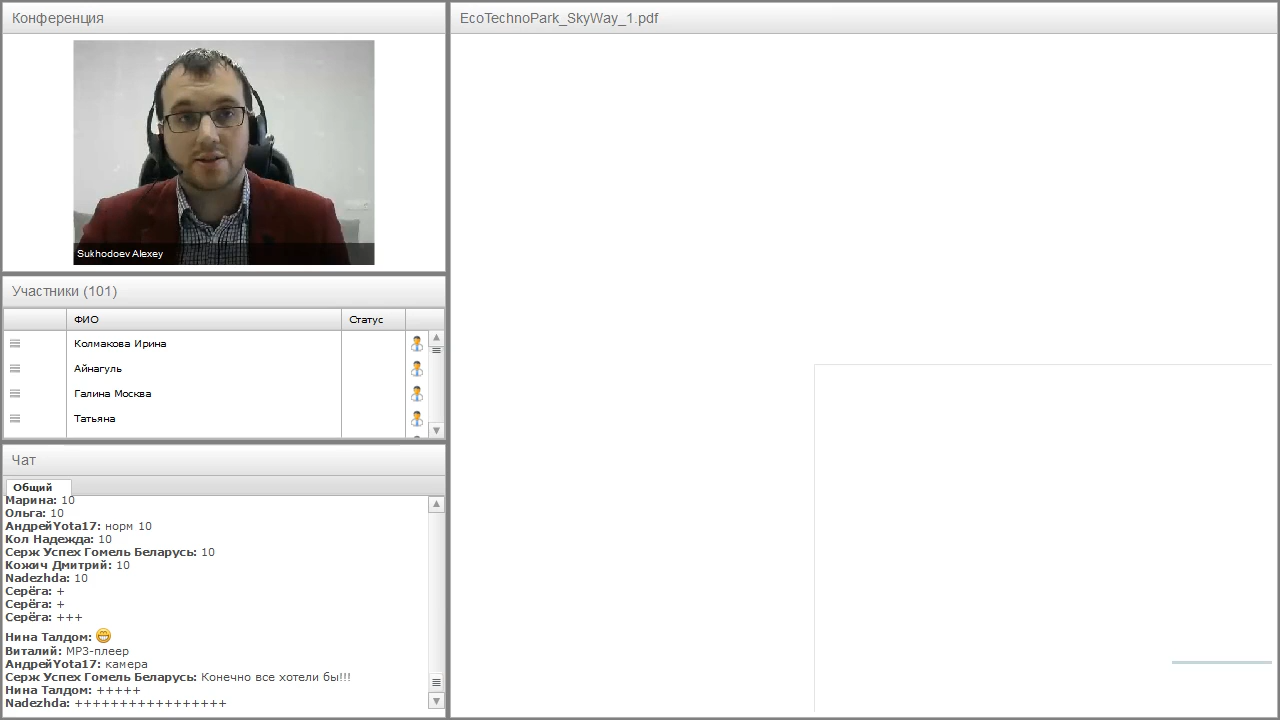 Конференция
Sukhodoev Alexey
Участники (101)
ФИО Статус
Колмакова Ирина
Айнагуль
Галина Москва
Татьяна
Чат
Общий
Марина: 10
Ольга: 10
АндрейYota17: норм 10
Кол Надежда: 10
Серж Успех Гомель Беларусь: 10
Кожич Дмитрий: 10
Nadezhda: 10
Серёга: +
Серёга: +
Серёга: +++
Нина Талдом:
Виталий: MP3-плеер
АндрейYota17: камера
Серж Успех Гомель Беларусь: Конечно все хотели бы!!!
Нина Талдом: +++++
Nadezhda: +++++++++++++++++
EcoTechnoPark_SkyWay_1.pdf